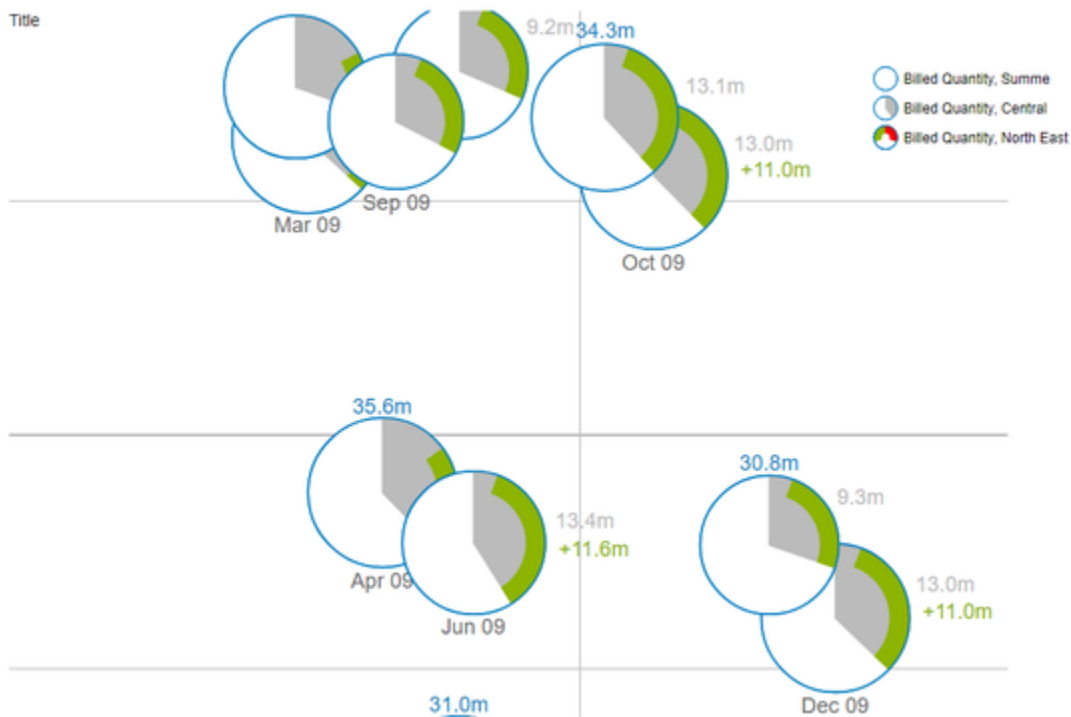 Title
9.2m
34.3m
13.1m
13.0m
+11.0m
Billed Quantity, Summe
Billed Quantity, Central
Billed Quantity, North East
Sep 09
Mar 09
Oct 09
35.6m
13.4m
+11.6m
Apr 09
Jun 09
30.8m
9.3m
13.0m
+11.0m
Dec 09
31.0m